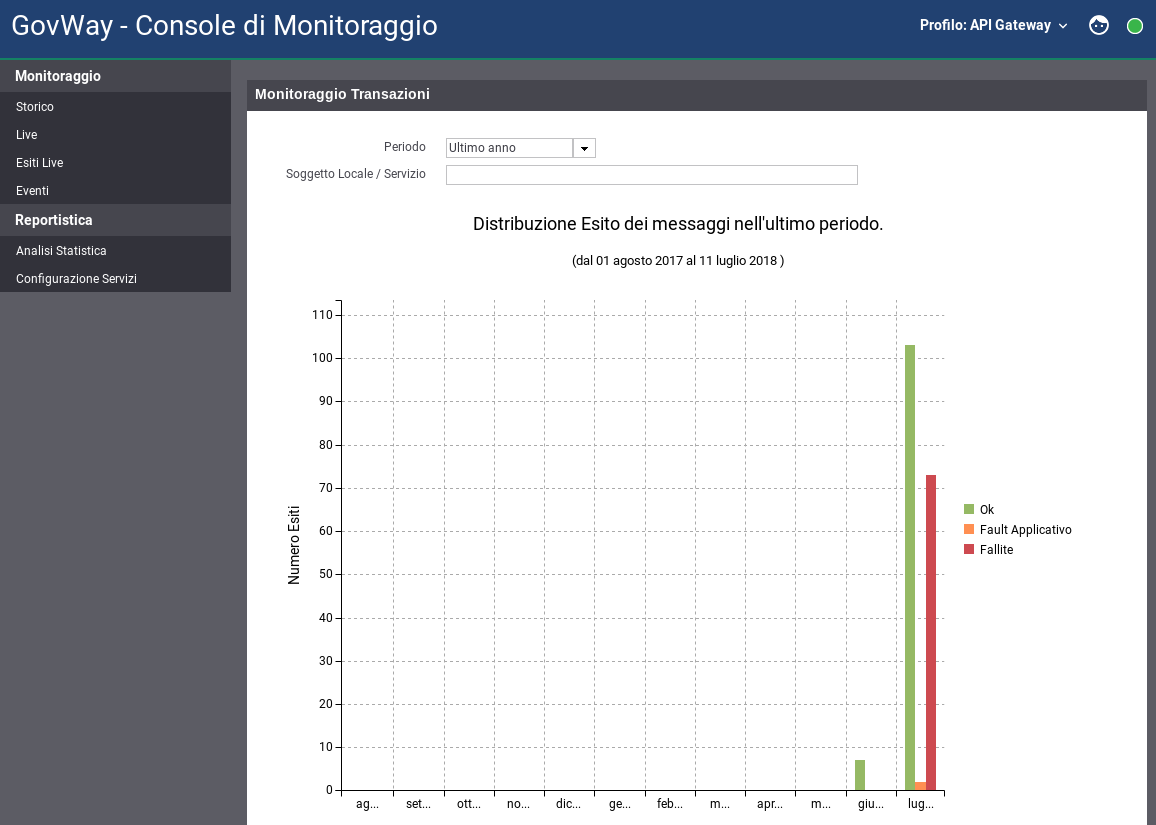 GovWay - Console di Monitoraggio
Profilo: API Gateway
Monitoraggio
Storico
Live
Esiti Live
Eventi
Reportistica
Analisi Statistica
Configurazione Servizi
Monitoraggio Transazioni
Periodo
Ultimo anno
Soggetto Locale / Servizio
Distribuzione Esito dei messaggi nell'ultimo periodo.
(dal 01 agosto 2017 al 11 luglio 2018 )
Numero Esiti
110
100
90
80
70
60
50
40
30
20
10
0
ag... set... ott... no... dic... ge... feb... m... apr... m... giu... lug...
Ok
Fault Applicativo
Fallite